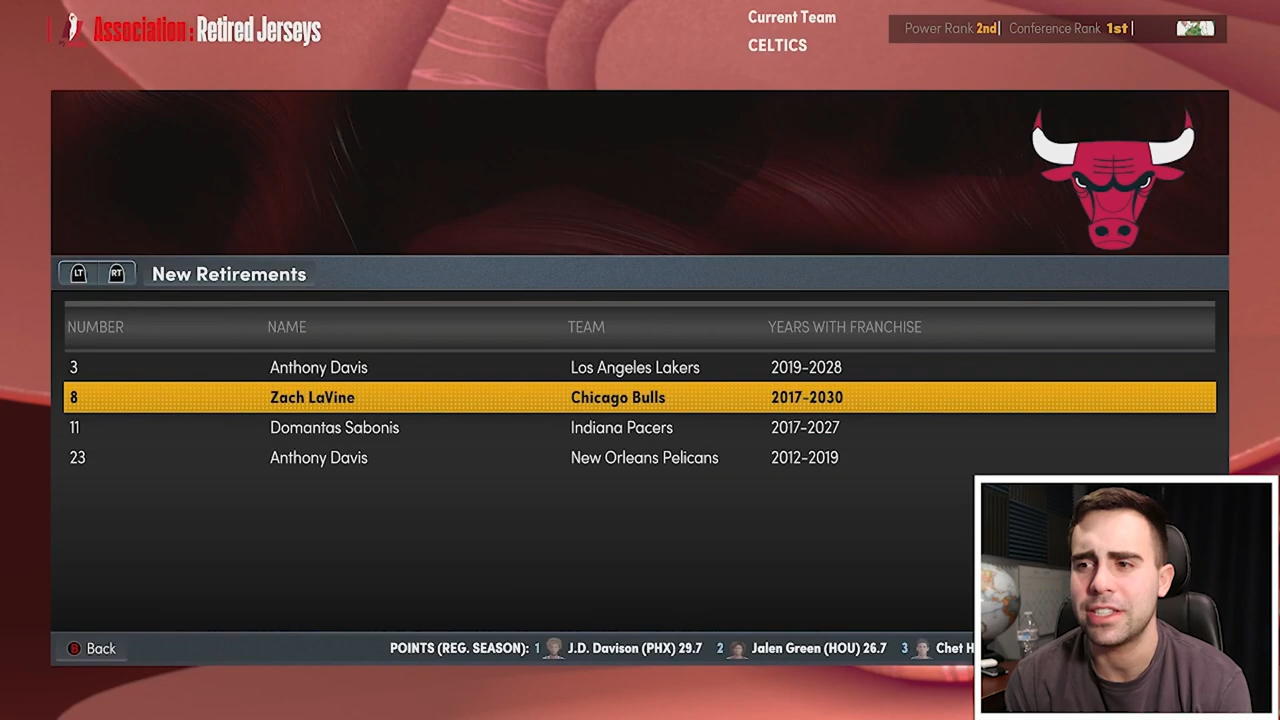 Association: Retired Jerseys
Current Team
CELTICS
Power Rank 2nd| Conference Rank 1st|
LT RT New Retirements
NUMBER NAME TEAM YEARS WITH FRANCHISE
3 Anthony Davis Los Angeles Lakers 2019-2028
8 Zach LaVine Chicago Bulls 2017-2030
11 Domantas Sabonis Indiana Pacers 2017-2027
23 Anthony Davis New Orleans Pelicans 2012-2019
B Back POINTS (REG. SEASON): 1 J.D. Davison (PHX) 29.7 2 Jalen Green (HOU) 26.7 3 Chet H